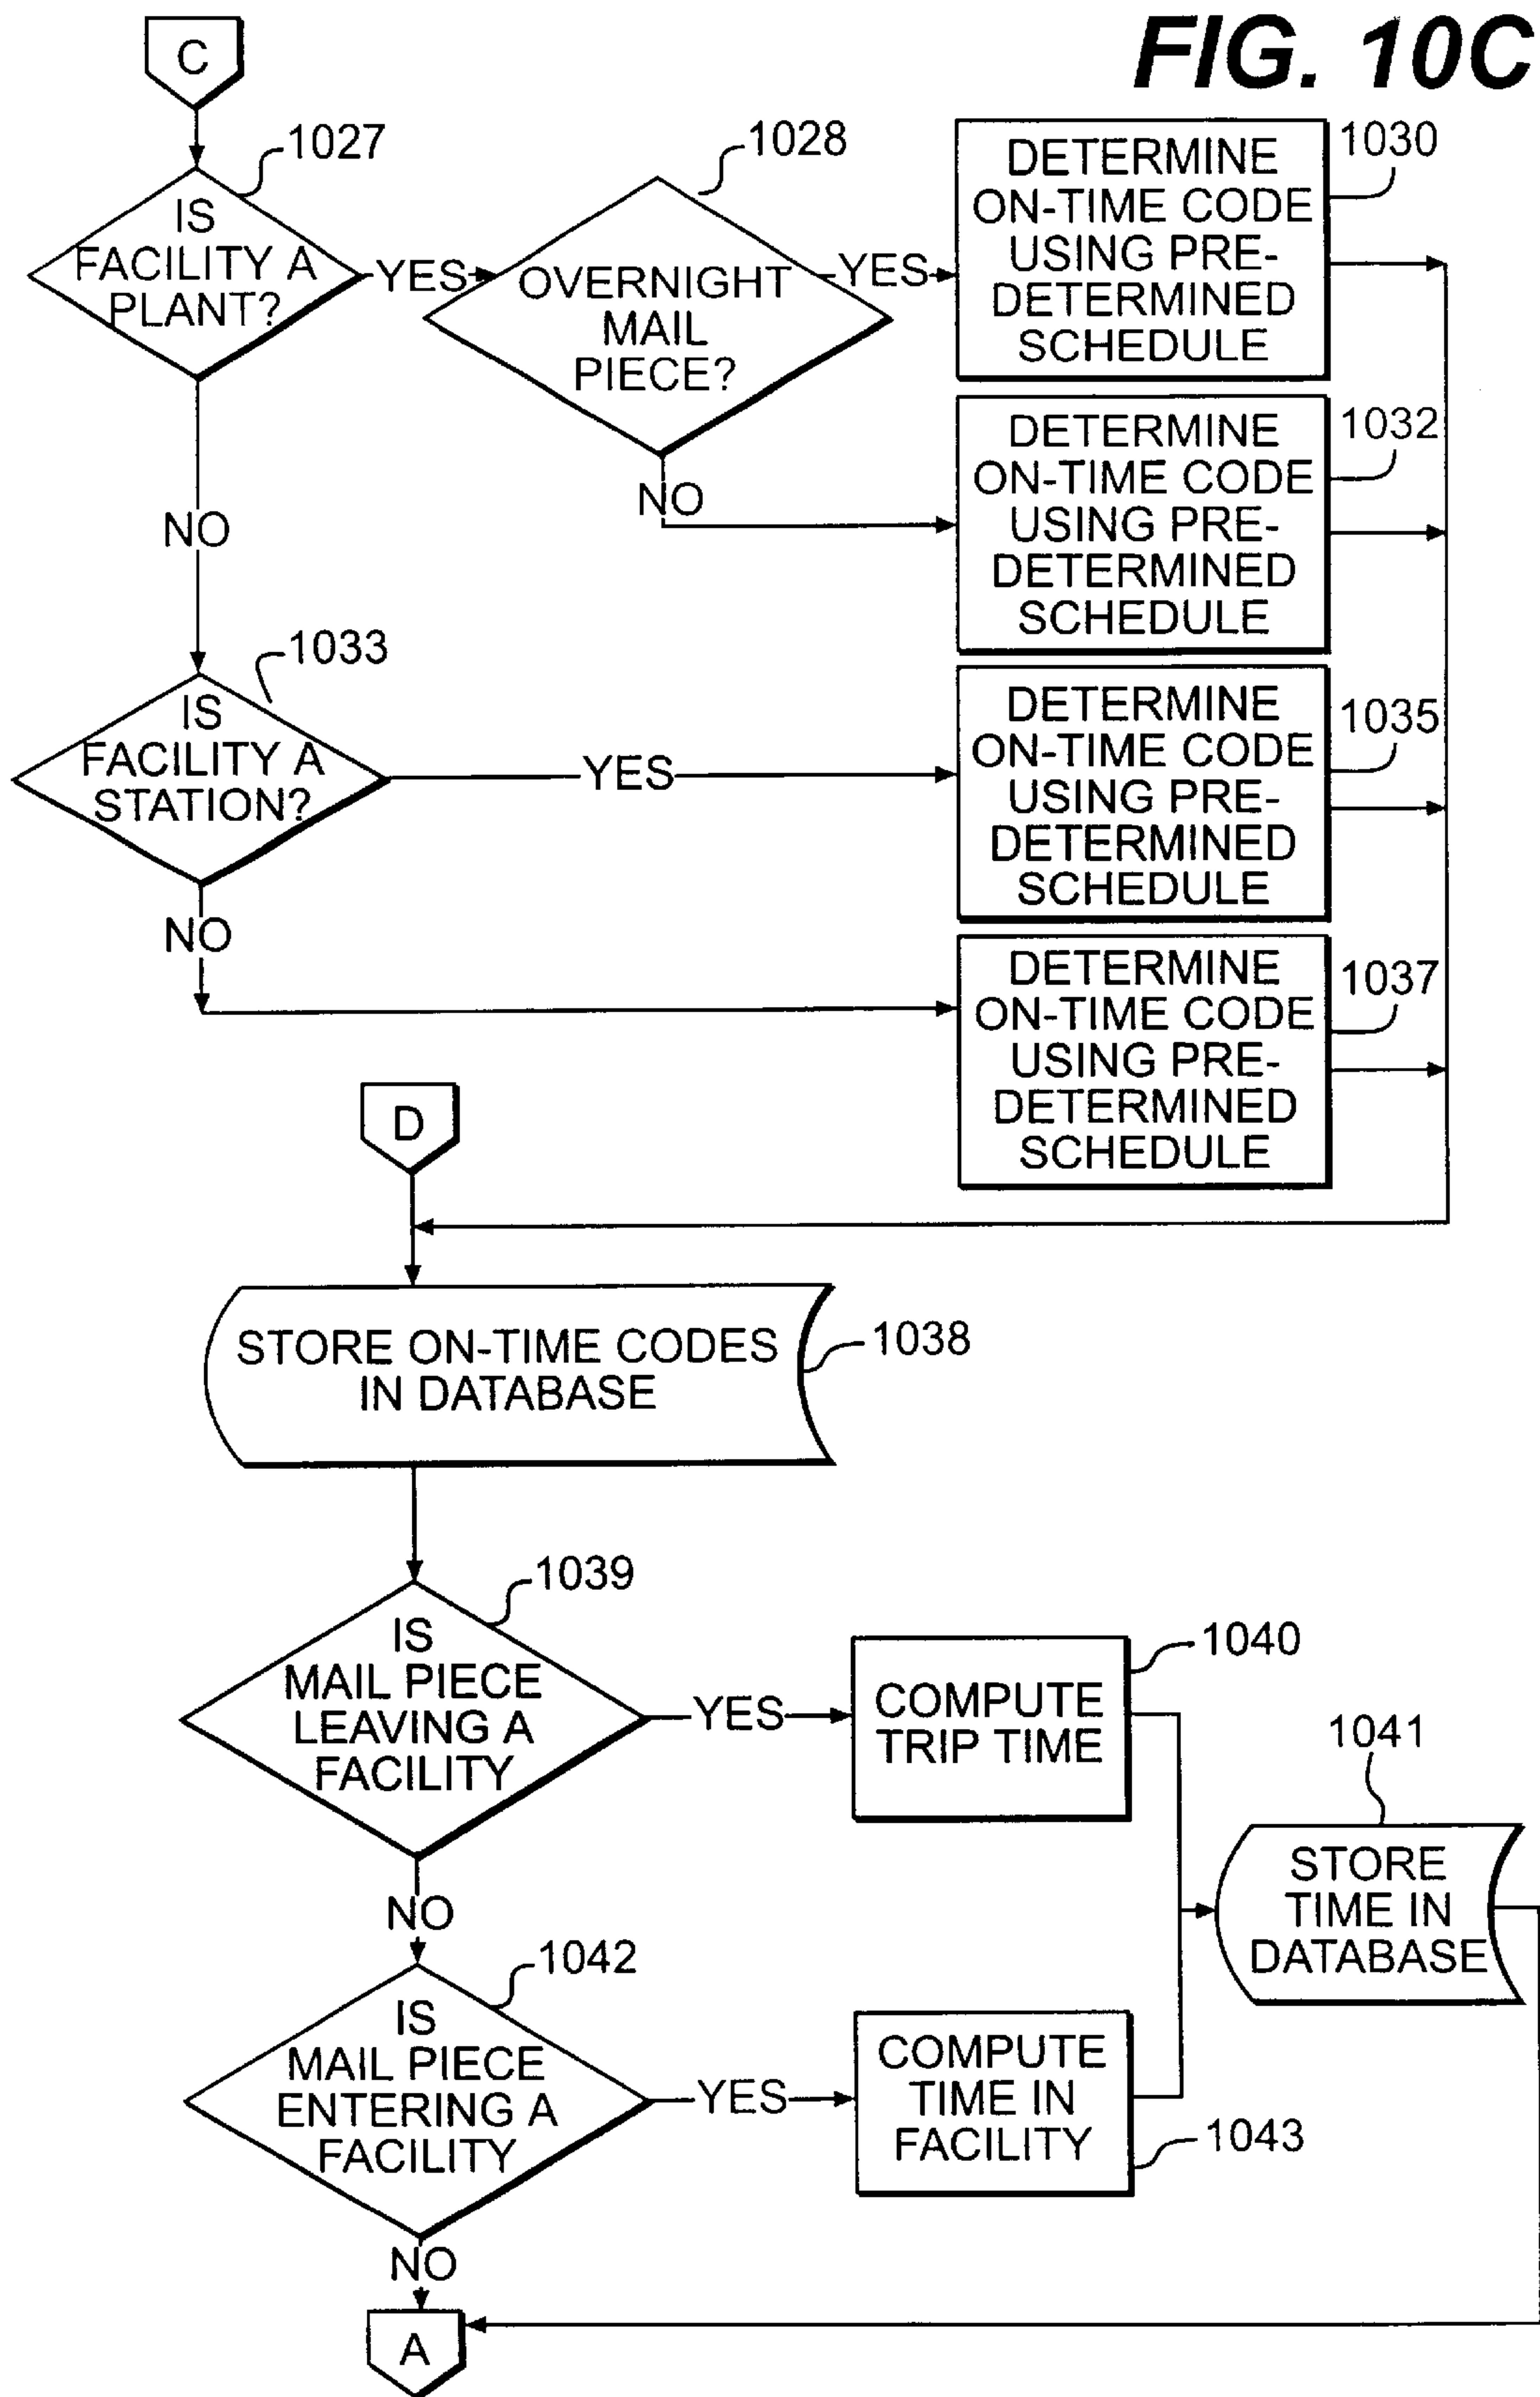 FIG. 10C
C
1027
IS
FACILITY A
PLANT?
YES
1028
OVERNIGHT
MAIL
PIECE?
YES
DETERMINE
ON-TIME CODE
USING PRE-
DETERMINED
SCHEDULE
1030
NO
DETERMINE
ON-TIME CODE
USING PRE-
DETERMINED
SCHEDULE
1032
NO
1033
IS
FACILITY A
STATION?
YES
DETERMINE
ON-TIME CODE
USING PRE-
DETERMINED
SCHEDULE
1035
NO
DETERMINE
ON-TIME CODE
USING PRE-
DETERMINED
SCHEDULE
1037
D
STORE ON-TIME CODES
IN DATABASE
1038
1039
IS
MAIL PIECE
LEAVING A
FACILITY
YES
COMPUTE
TRIP TIME
1040
1041
STORE
TIME IN
DATABASE
NO
1042
IS
MAIL PIECE
ENTERING A
FACILITY
YES
COMPUTE
TIME IN
FACILITY
1043
NO
A